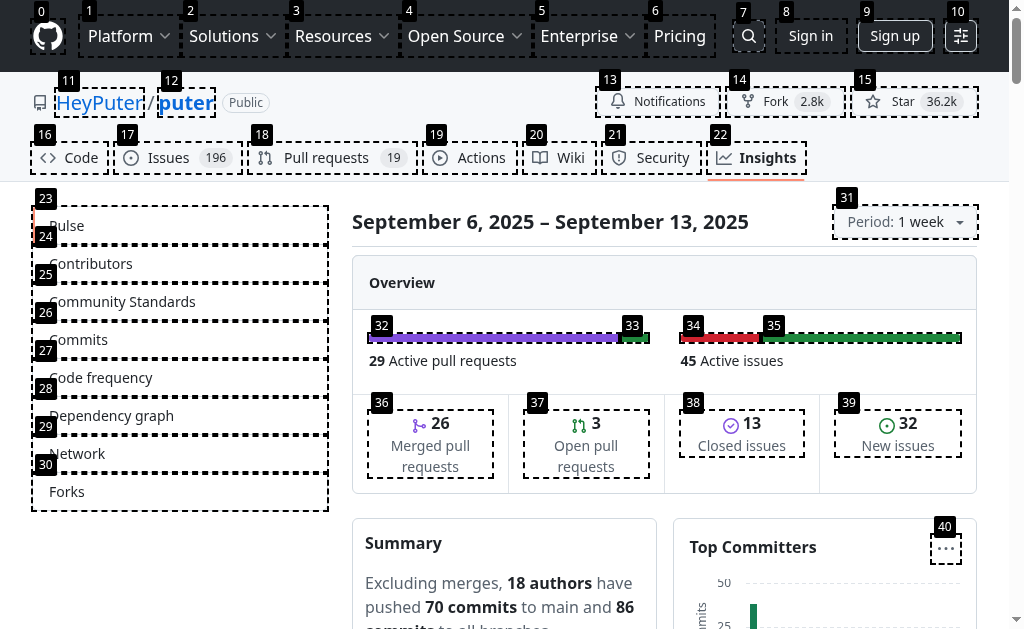 0 1 2 3 4 5 6 7 8 9 10
Platform Solutions Resources Open Source Enterprise Pricing Sign in Sign up
11 12 13 14 15
HeyPuter / puter Public Notifications Fork 2.8k Star 36.2k
16 17 18 19 20 21 22
Code Issues 196 Pull requests 19 Actions Wiki Security Insights
23
Pulse
24
Contributors
25
Community Standards
26
Commits
27
Code frequency
28
Dependency graph
29
Network
30
Forks
31
September 6, 2025 – September 13, 2025 Period: 1 week
Overview
32 33 34 35
29 Active pull requests 45 Active issues
36 37 38 39
26 3 13 32
Merged pull requests
Open pull requests
Closed issues
New issues
40
Summary
Excluding merges, 18 authors have
pushed 70 commits to main and 86
commits to all branches.
Top Committers
50
25